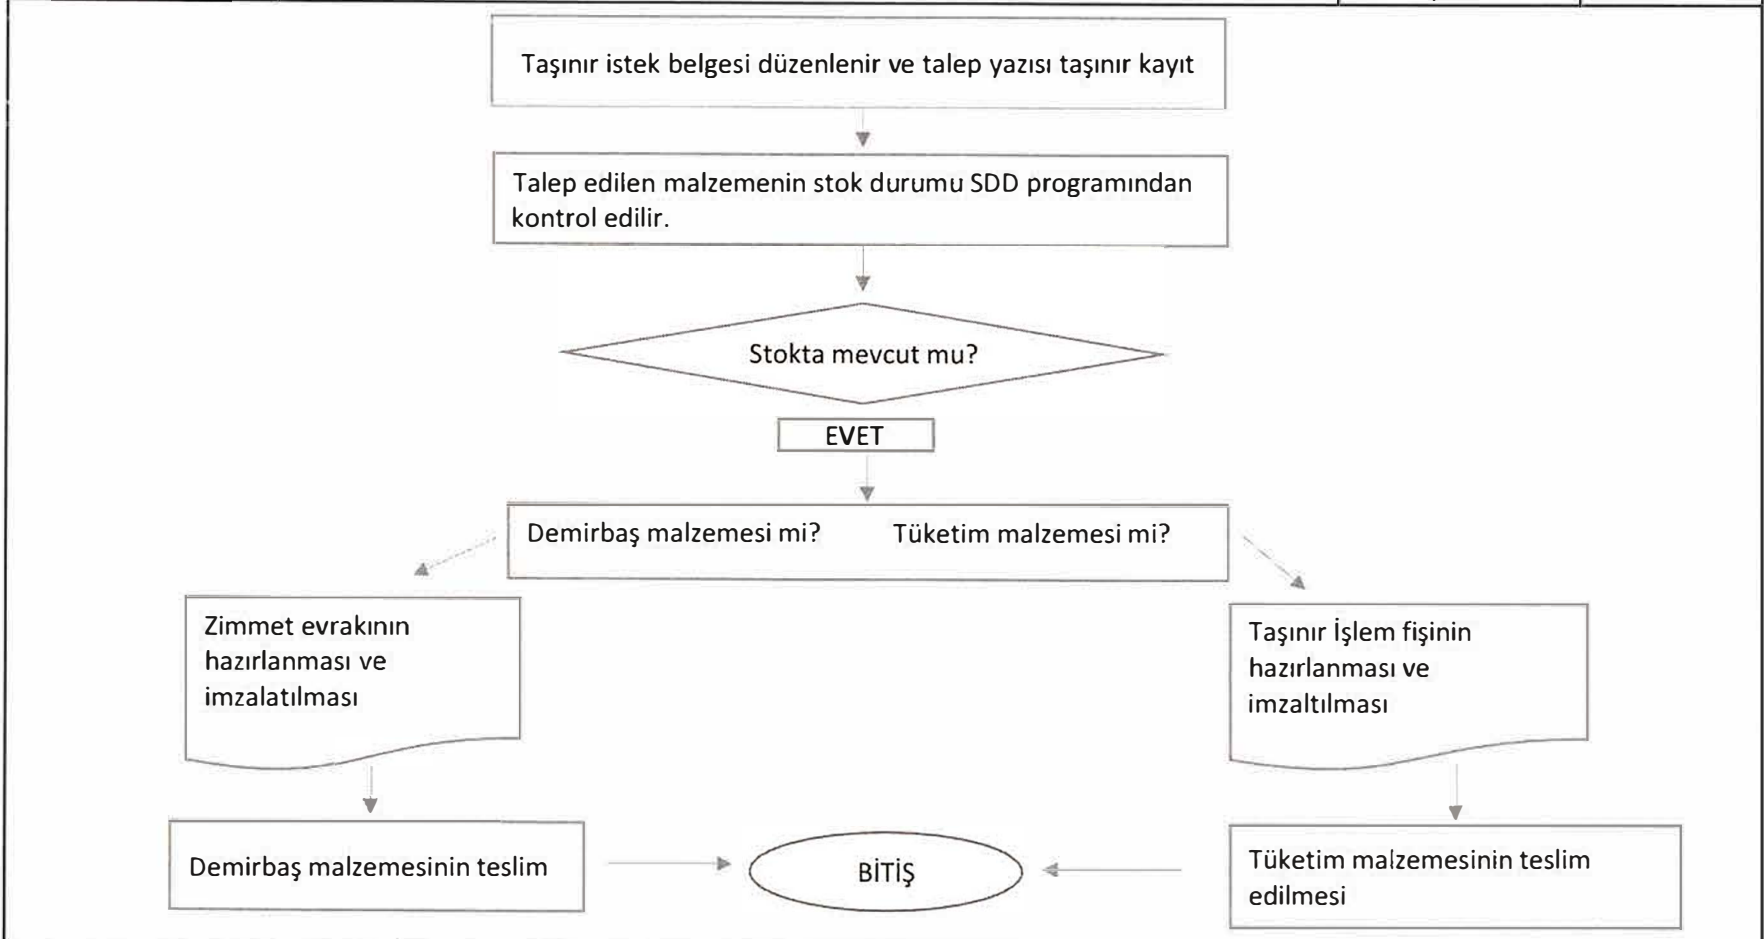 Taşınır istek belgesi düzenlenir ve talep yazısı taşınır kayıt
Talep edilen malzemenin stok durumu SDD programından
kontrol edilir.
Stokta mevcut mu?
EVET
Demirbaş malzemesi mi? Tüketim malzemesi mi?
Zimmet evrakının
hazırlanması ve
imzalatılması
Taşınır İşlem fişinin
hazırlanması ve
imzaltılması
Demirbaş malzemesinin teslim
BİTİŞ
Tüketim malzemesinin teslim
edilmesi